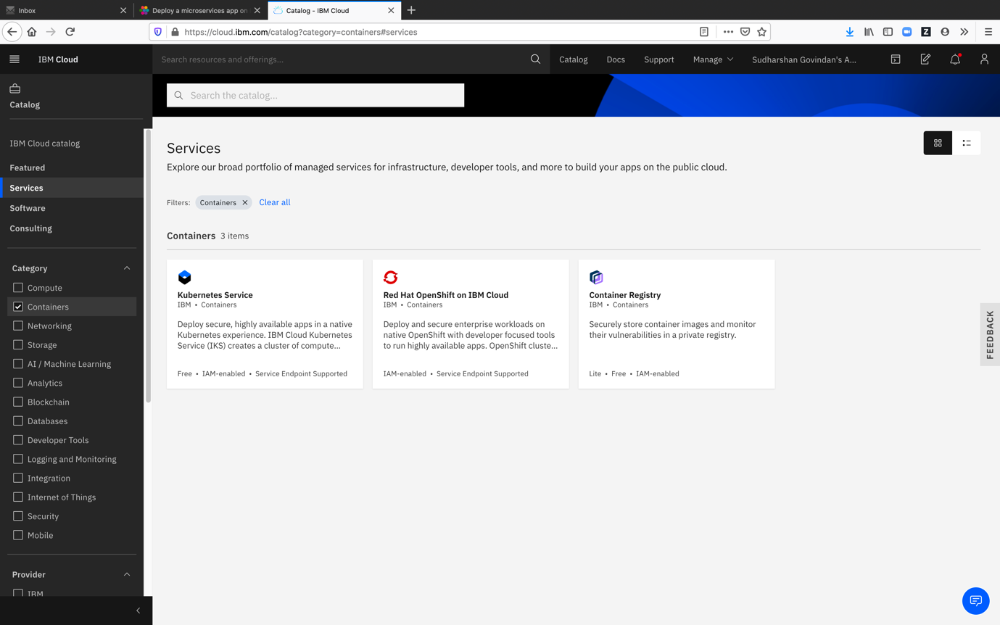 Inbox
Deploy a microservices app on
Catalog - IBM Cloud
https://cloud.ibm.com/catalog?category=containers#services
IBM Cloud
Search resources and offerings...
Catalog
Docs
Support
Manage
Sudharshan Govindan's A...
Catalog
Search the catalog...
IBM Cloud catalog
Featured
Services
Software
Consulting
Category
Compute
Containers
Networking
Storage
AI / Machine Learning
Analytics
Blockchain
Databases
Developer Tools
Logging and Monitoring
Integration
Internet of Things
Security
Mobile
Provider
IBM
Services
Explore our broad portfolio of managed services for infrastructure, developer tools, and more to build your apps on the public cloud.
Filters:
Containers
Clear all
Containers 3 items
Kubernetes Service
IBM • Containers
Deploy secure, highly available apps in a native
Kubernetes experience. IBM Cloud Kubernetes
Service (IKS) creates a cluster of compute...
Free • IAM-enabled • Service Endpoint Supported
Red Hat OpenShift on IBM Cloud
IBM • Containers
Deploy and secure enterprise workloads on
native OpenShift with developer focused tools
to run highly available apps. OpenShift cluste...
IAM-enabled • Service Endpoint Supported
Container Registry
IBM • Containers
Securely store container images and monitor
their vulnerabilities in a private registry.
Lite • Free • IAM-enabled
FEEDBACK